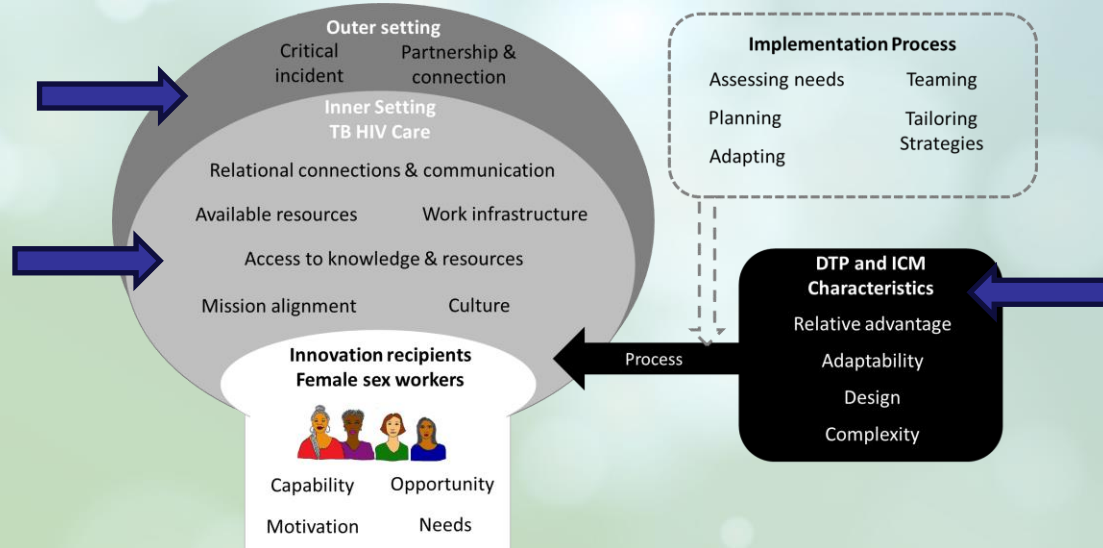 Outer setting
Critical
incident
Partnership &
connection
Inner Setting
TB HIV Care
Relational connections & communication
Available resources
Work infrastructure
Access to knowledge & resources
Mission alignment
Culture
Innovation recipients
Female sex workers
Capability
Opportunity
Motivation
Needs
Process
Implementation Process
Assessing needs
Teaming
Planning
Tailoring
Strategies
Adapting
DTP and ICM
Characteristics
Relative advantage
Adaptability
Design
Complexity